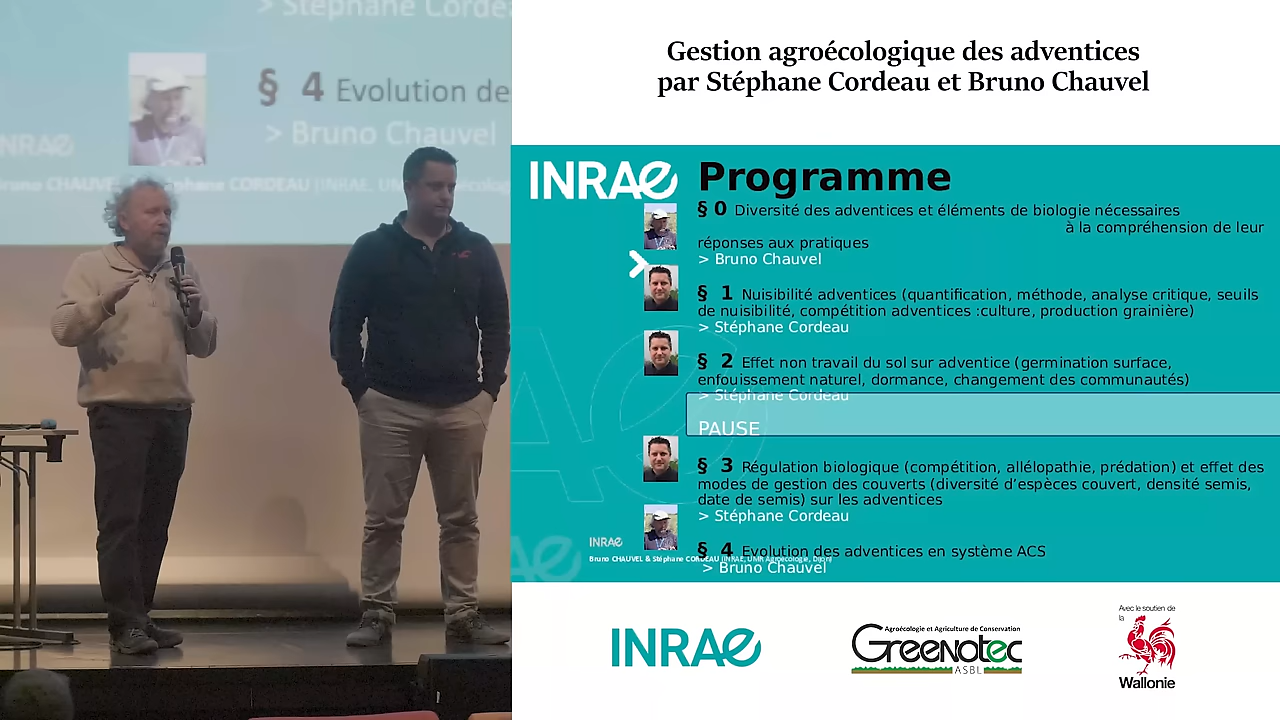 > Stéphane Corde
§ 4 Evolution de
> Bruno Chauvel
INRAE
Gestion agroécologique des adventices
par Stéphane Cordeau et Bruno Chauvel
INRAE
Programme
§ 0 Diversité des adventices et éléments de biologie nécessaires
à la compréhension de leur
réponses aux pratiques
> Bruno Chauvel
§ 1 Nuisibilité adventices (quantification, méthode, analyse critique, seuils
de nuisibilité, compétition adventices :culture, production grainière)
> Stéphane Cordeau
§ 2 Effet non travail du sol sur adventice (germination surface,
enfouissement naturel, dormance, changement des communautés)
> Stéphane Cordeau
PAUSE
§ 3 Régulation biologique (compétition, allélopathie, prédation) et effet des
modes de gestion des couverts (diversité d’espèces couvert, densité semis,
date de semis) sur les adventices
> Stéphane Cordeau
§ 4 Evolution des adventices en système ACS
> Bruno Chauvel
INRAE
Bruno CHAUVEL & Stéphane CORDEAU (INRAE, UMR Agroécologie, Dijon)
INRAE
Agroécologie et Agriculture de Conservation
Greenotec
ASBL
Avec le soutien de
la
Wallonie